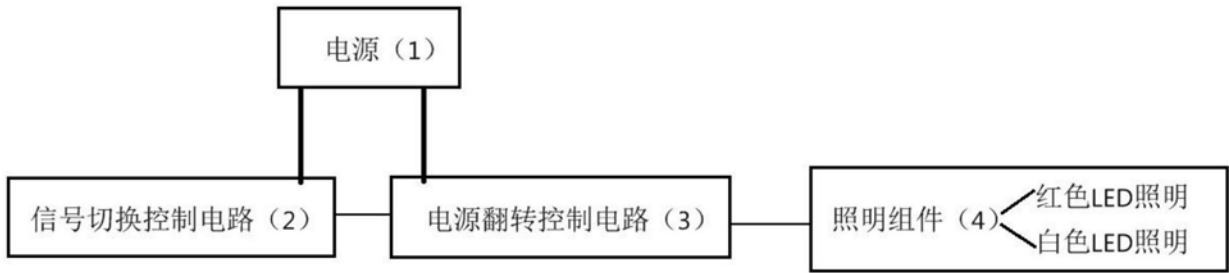 电源（1）
信号切换控制电路（2）
电源翻转控制电路（3）
照明组件（4）
红色LED照明
白色LED照明